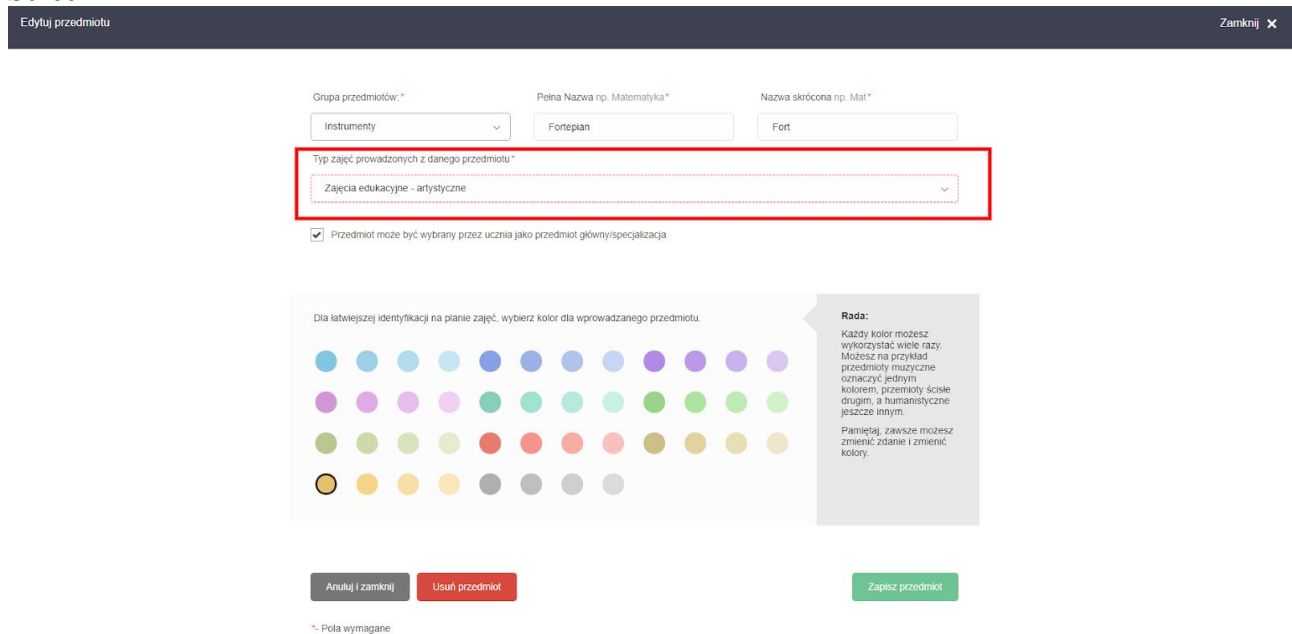 Edytuj przedmiotu
Zamknij ×
Grupa przedmiotów: *
Pełna Nazwa np. Matematyka*
Nazwa skrócona np. Mat*
Instrumenty
Fortepian
Fort
Typ zajęć prowadzonych z danego przedmiotu*
Zajęcia edukacyjne - artystyczne
Przedmiot może być wybrany przez ucznia jako przedmiot główny/specjalizacja
Dla łatwiejszej identyfikacji na planie zajęć, wybierz kolor dla wprowadzanego przedmiotu.
Rada:
Każdy kolor możesz
wykorzystać wiele razy.
Możesz na przykład
przedmioty muzyczne
oznaczyć jednym
kolorem, przemioty ścisłe
drugim, a humanistyczne
jeszcze innym.
Pamiętaj, zawsze możesz
zmienić zdanie i zmienić
kolory.
Anuluj i zamknij
Usuń przedmiot
Zapisz przedmiot
*- Pola wymagane